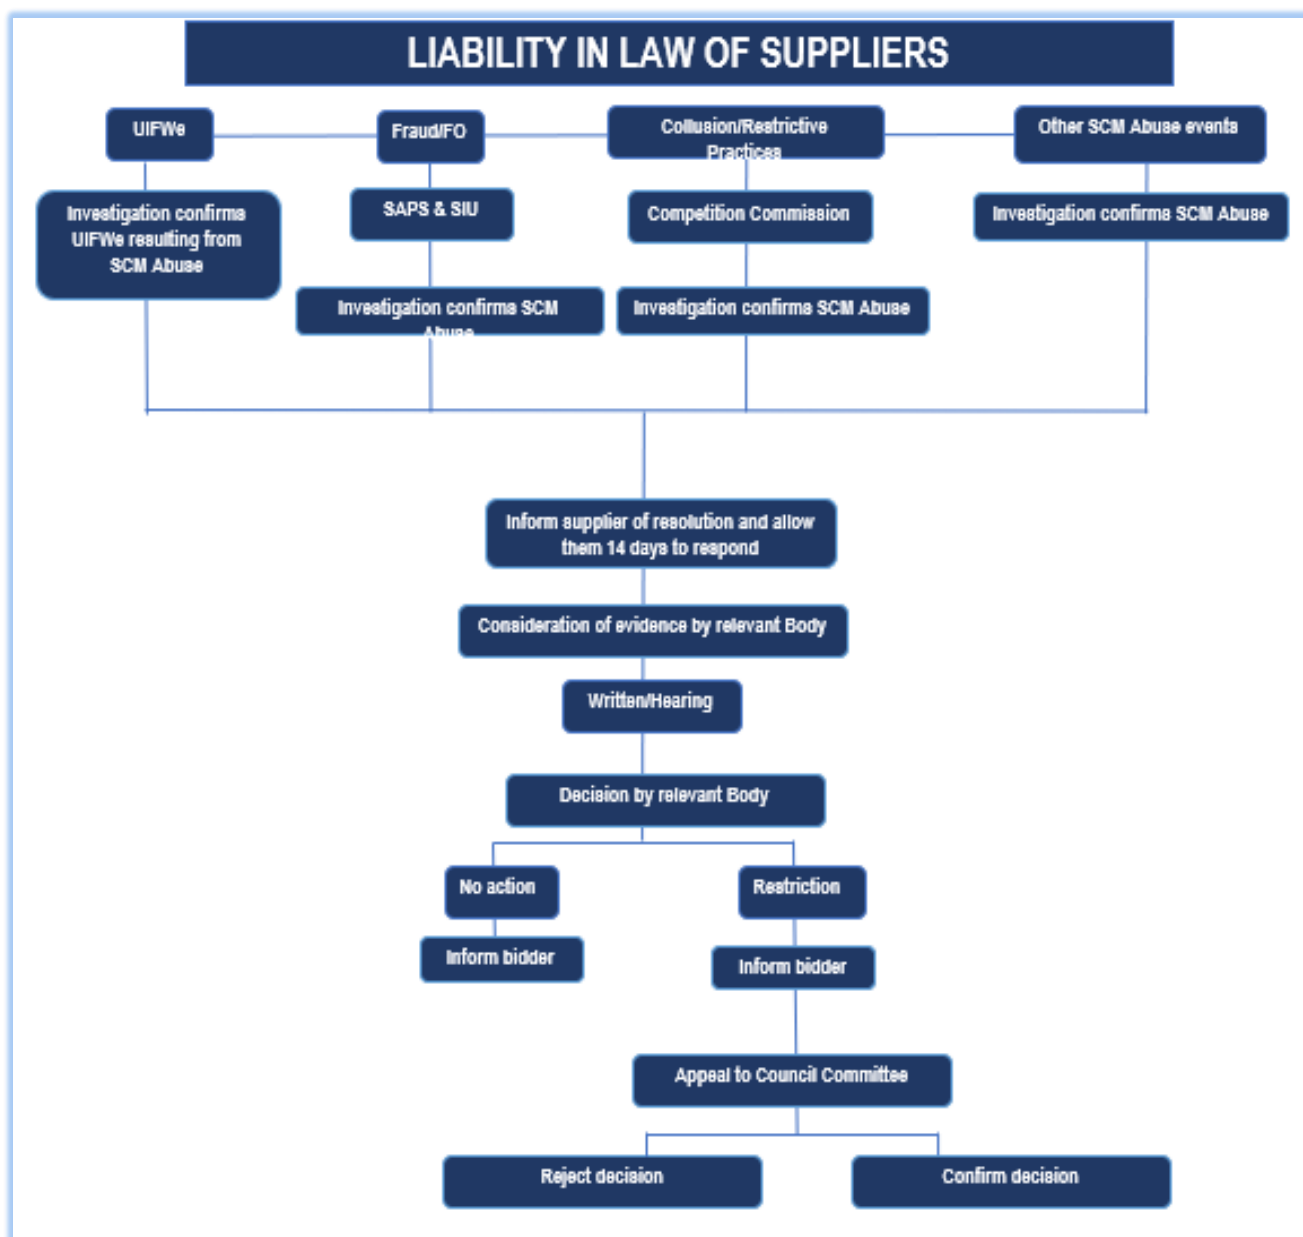 LIABILITY IN LAW OF SUPPLIERS
UIFWe
Fraud/FO
Collusion/Restrictive
Practices
Other SCM Abuse events
Investigation confirms
UIFWe resulting from
SCM Abuse
SAPS & SIU
Competition Commission
Investigation confirms SCM Abuse
Investigation confirms SCM
Abuse
Investigation confirms SCM Abuse
Inform supplier of resolution and allow
them 14 days to respond
Consideration of evidence by relevant Body
Written/Hearing
Decision by relevant Body
No action
Restriction
Inform bidder
Inform bidder
Appeal to Council Committee
Reject decision
Confirm decision